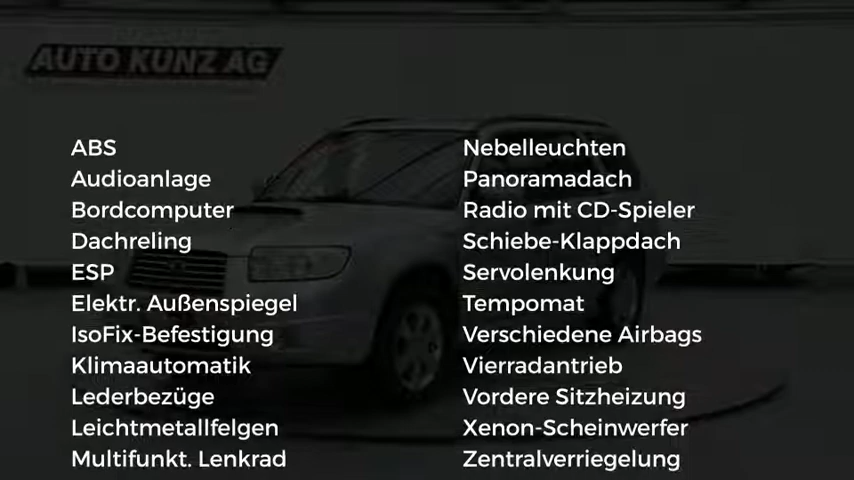 AUTO KUNZ AG
ABS
Audioanlage
Bordcomputer
Dachreling
ESP
Elektr. Außenspiegel
IsoFix-Befestigung
Klimaautomatik
Lederbezüge
Leichtmetallfelgen
Multifunkt. Lenkrad
Nebelleuchten
Panoramadach
Radio mit CD-Spieler
Schiebe-Klappdach
Servolenkung
Tempomat
Verschiedene Airbags
Vierradantrieb
Vordere Sitzheizung
Xenon-Scheinwerfer
Zentralverriegelung